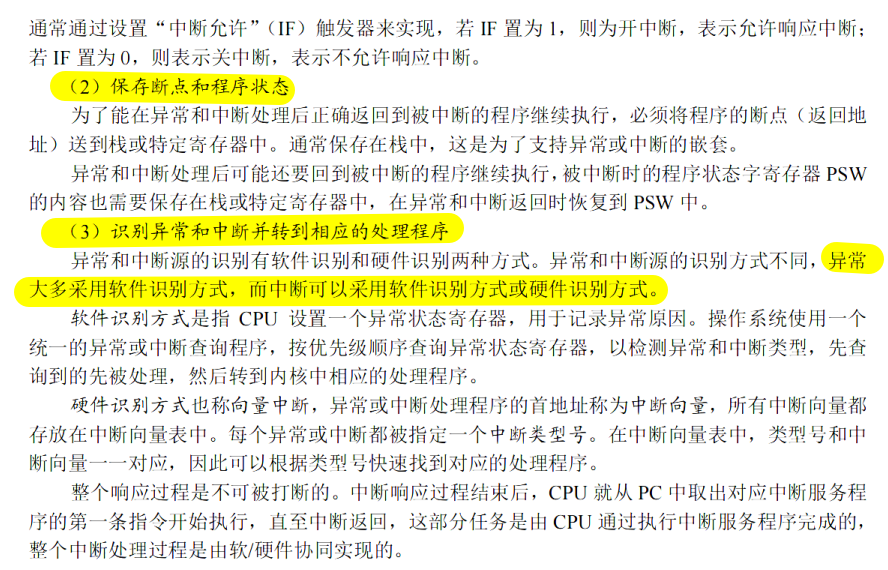 通常通过设置“中断允许”（IF）触发器来实现，若 IF 置为 1，则为开中断，表示允许响应中断；
若 IF 置为 0，则表示关中断，表示不允许响应中断。
（2）保存断点和程序状态
为了能在异常和中断处理后正确返回到被中断的程序继续执行，必须将程序的断点（返回地
址）送到栈或特定寄存器中。通常保存在栈中，这是为了支持异常或中断的嵌套。
异常和中断处理后可能还要回到被中断的程序继续执行，被中断时的程序状态字寄存器 PSW
的内容也需要保存在栈或特定寄存器中，在异常和中断返回时恢复到 PSW 中。
（3）识别异常和中断并转到相应的处理程序
异常和中断源的识别有软件识别和硬件识别两种方式。异常和中断源的识别方式不同，异常
大多采用软件识别方式，而中断可以采用软件识别方式或硬件识别方式。
软件识别方式是指 CPU 设置一个异常状态寄存器，用于记录异常原因。操作系统使用一个
统一的异常或中断查询程序，按优先级顺序查询异常状态寄存器，以检测异常和中断类型，先查
询到的先被处理，然后转到内核中相应的处理程序。
硬件识别方式也称向量中断，异常或中断处理程序的首地址称为中断向量，所有中断向量都
存放在中断向量表中。每个异常或中断都被指定一个中断类型号。在中断向量表中，类型号和中
断向量一一对应，因此可以根据类型号快速找到对应的处理程序。
整个响应过程是不可被打断的。中断响应过程结束后，CPU 就从 PC 中取出对应中断服务程
序的第一条指令开始执行，直至中断返回，这部分任务是由 CPU 通过执行中断服务程序完成的，
整个中断处理过程是由软/硬件协同实现的。